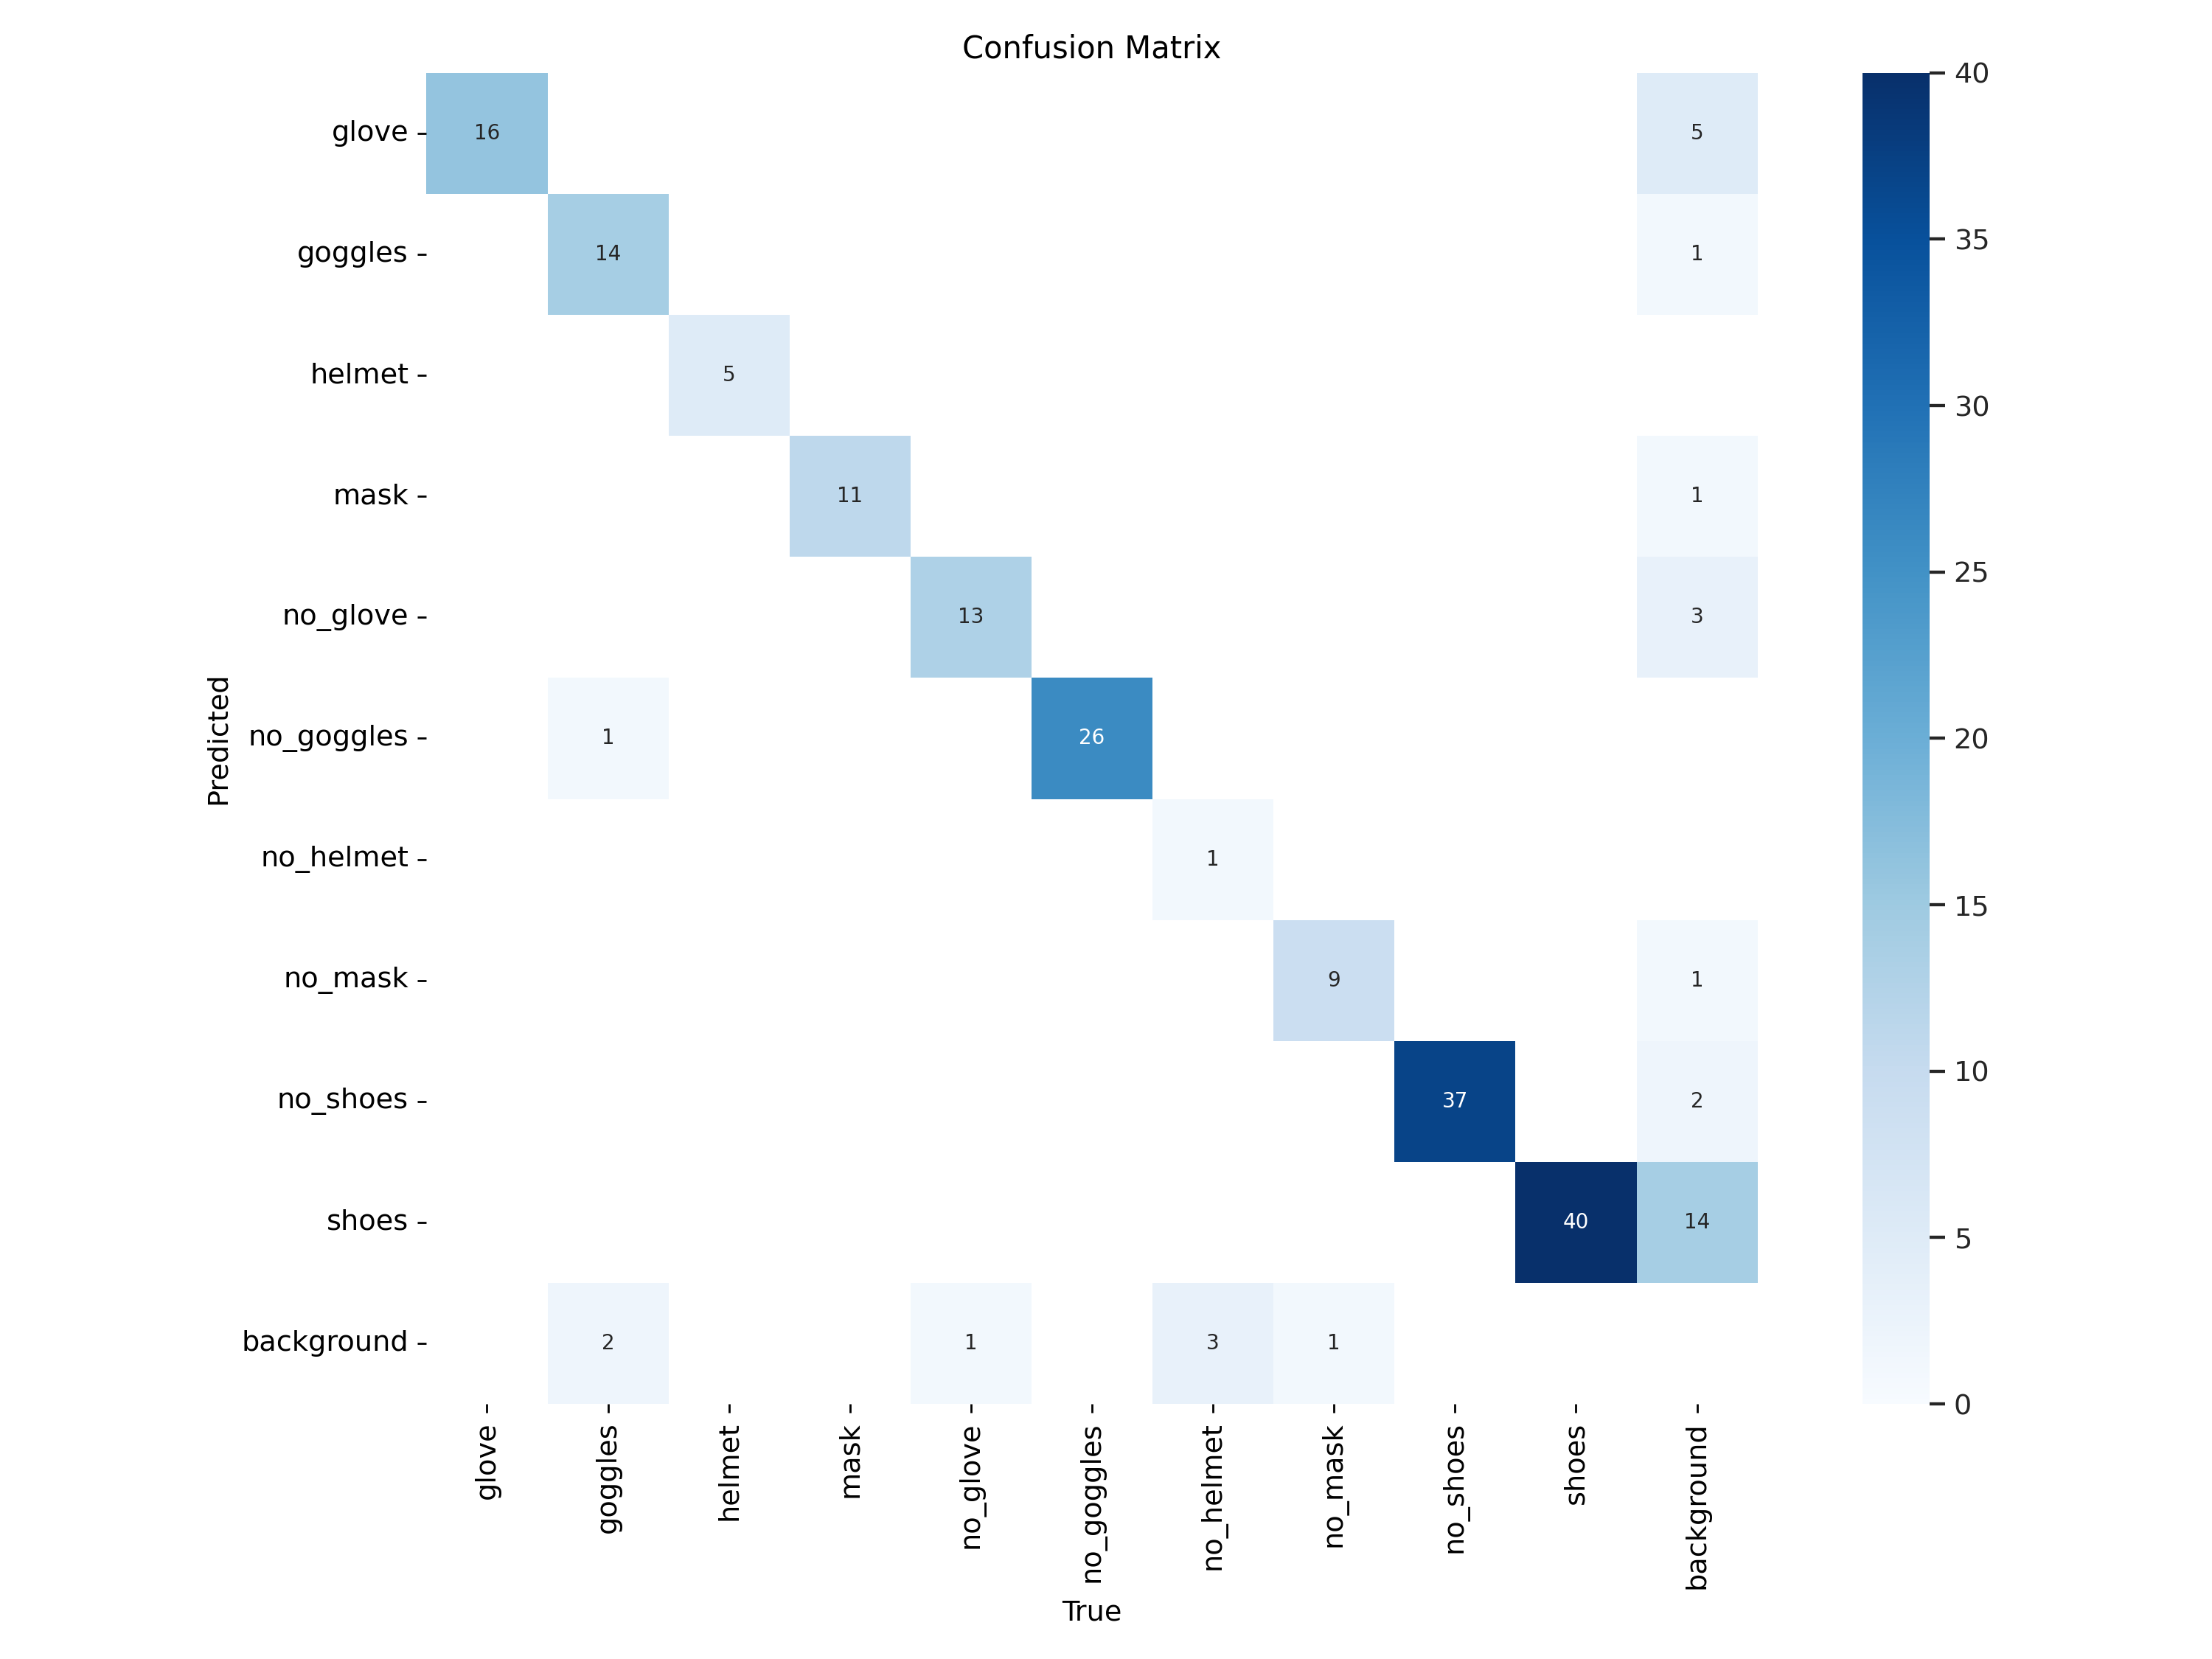 Confusion Matrix
glove 16 5
goggles 14 1
helmet 5
mask 11 1
no_glove 13 3
no_goggles 1 26
no_helmet 1
no_mask 9 1
no_shoes 37 2
shoes 40 14
background 2 1 3 1
Predicted
glove
goggles
helmet
mask
no_glove
no_goggles
no_helmet
no_mask
no_shoes
shoes
background
True
40
35
30
25
20
15
10
5
0